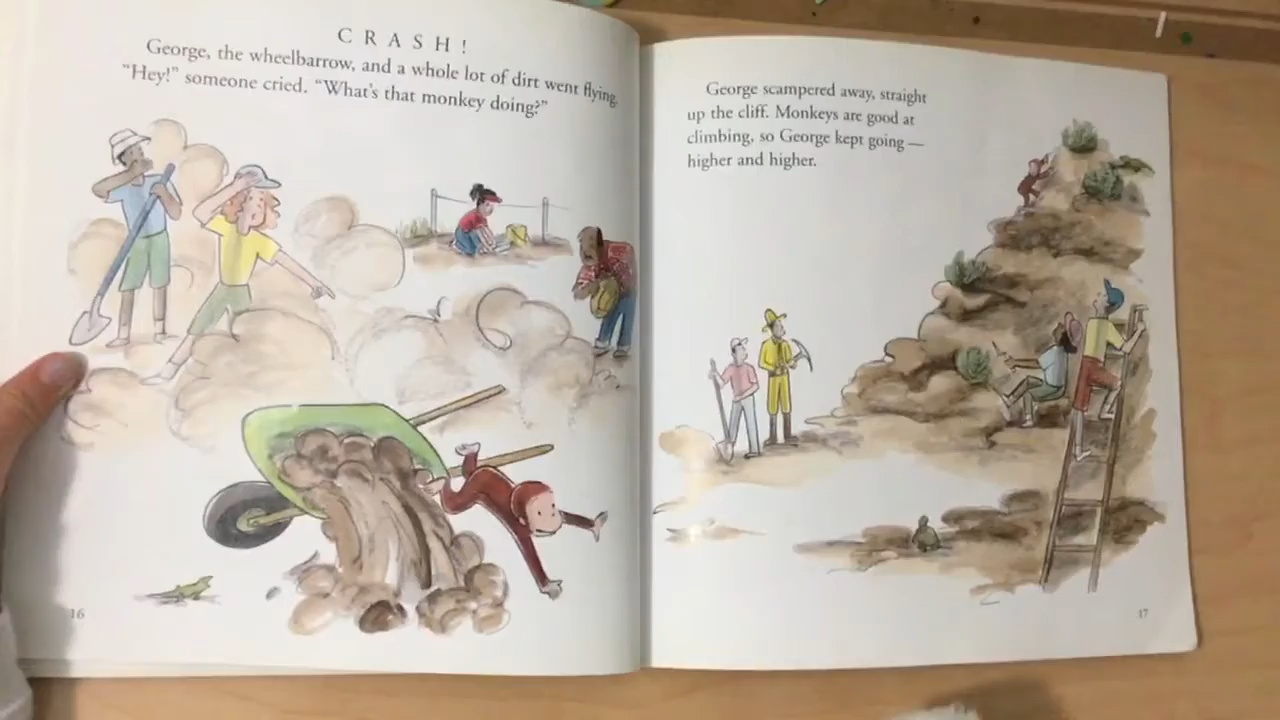 CRASH!
George, the wheelbarrow, and a whole lot of dirt went flying.
“Hey!” someone cried. “What’s that monkey doing?”
16
George scampered away, straight
up the cliff. Monkeys are good at
climbing, so George kept going —
higher and higher.
17